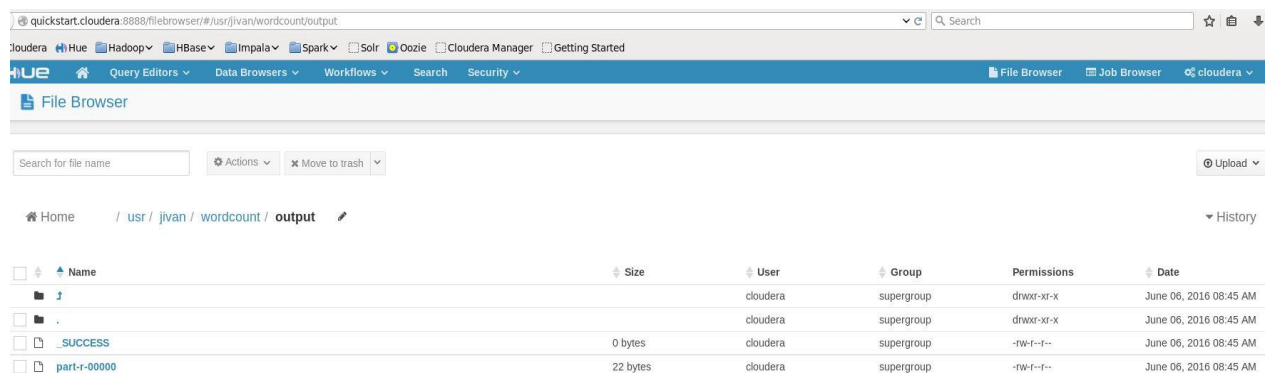 quickstart.cloudera:8888/filebrowser/#/usr/jivan/wordcount/output Search
loudera Hue Hadoop HBase Impala Spark Solr Oozie Cloudera Manager Getting Started
HUE Query Editors Data Browsers Workflows Search Security File Browser Job Browser cloudera
File Browser
Search for file name Actions Move to trash Upload
Home / usr / jivan / wordcount / output History
Name Size User Group Permissions Date
cloudera supergroup drwxr-xr-x June 06, 2016 08:45 AM
. cloudera supergroup drwxr-xr-x June 06, 2016 08:45 AM
_SUCCESS 0 bytes cloudera supergroup -rw-r--r-- June 06, 2016 08:45 AM
part-r-00000 22 bytes cloudera supergroup -rw-r--r-- June 06, 2016 08:45 AM